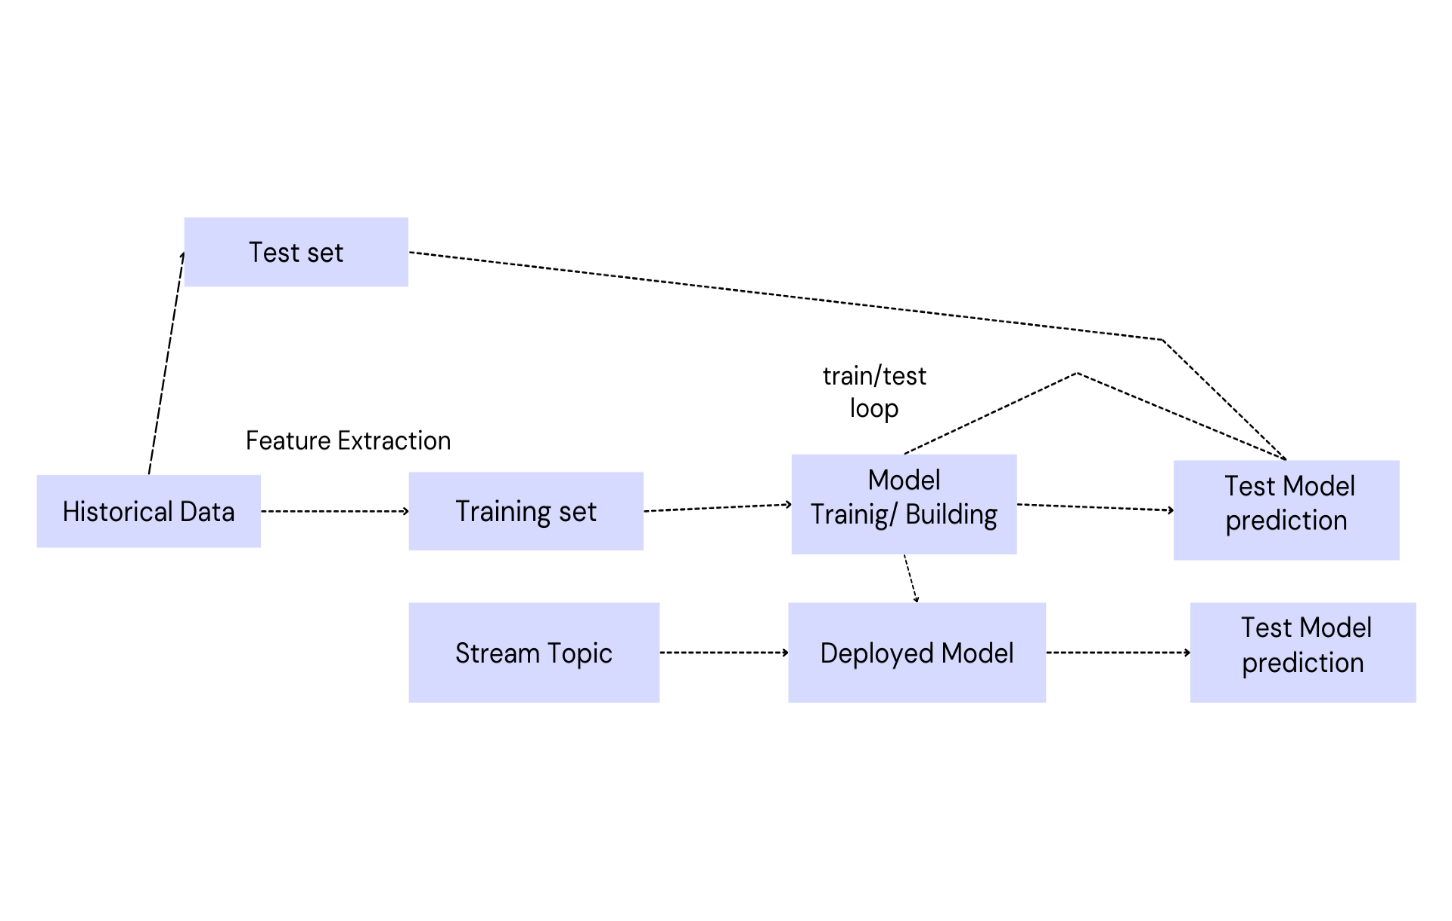 Test set
train/test
loop
Feature Extraction
Historical Data
Training set
Model
Trainig/ Building
Test Model
prediction
Stream Topic
Deployed Model
Test Model
prediction